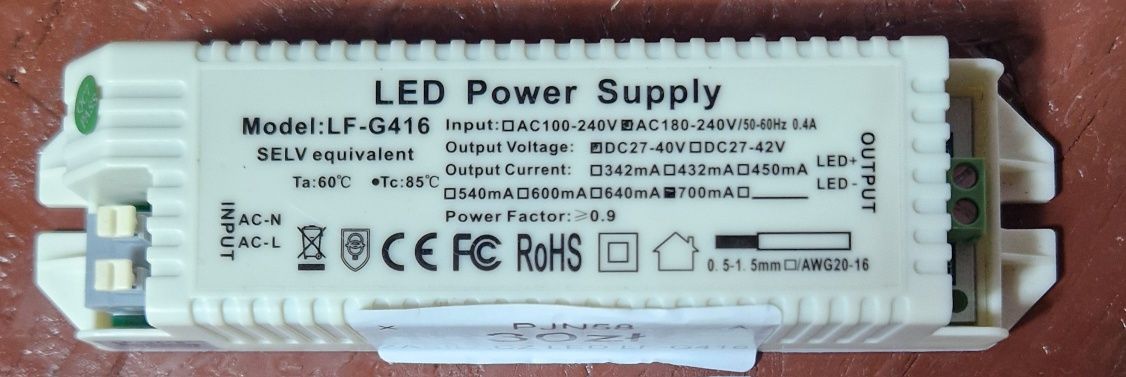 LED Power Supply
Model:LF-G416
SELV equivalent
Ta:60℃ •Tc:85℃
Input:☐AC100-240V☑AC180-240V/50-60Hz 0.4A
Output Voltage: ☑DC27-40V☐DC27-42V
Output Current: ☐342mA☐432mA☐450mA
☐540mA☐600mA☐640mA☑700mA☐______
Power Factor:≥0.9
LED+
LED-
OUTPUT
INPUT
AC-N
AC-L
CE FC RoHS
0.5-1.5mm☐/AWG20-16